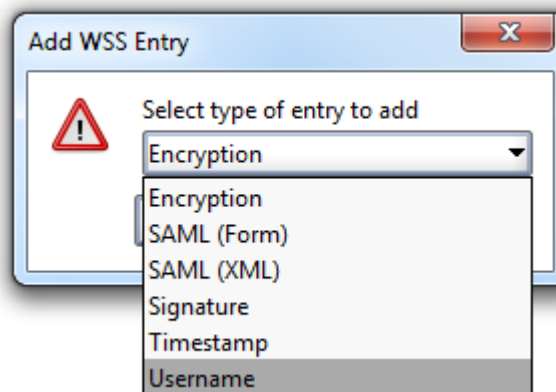 Add WSS Entry
Select type of entry to add
Encryption
Encryption
SAML (Form)
SAML (XML)
Signature
Timestamp
Username